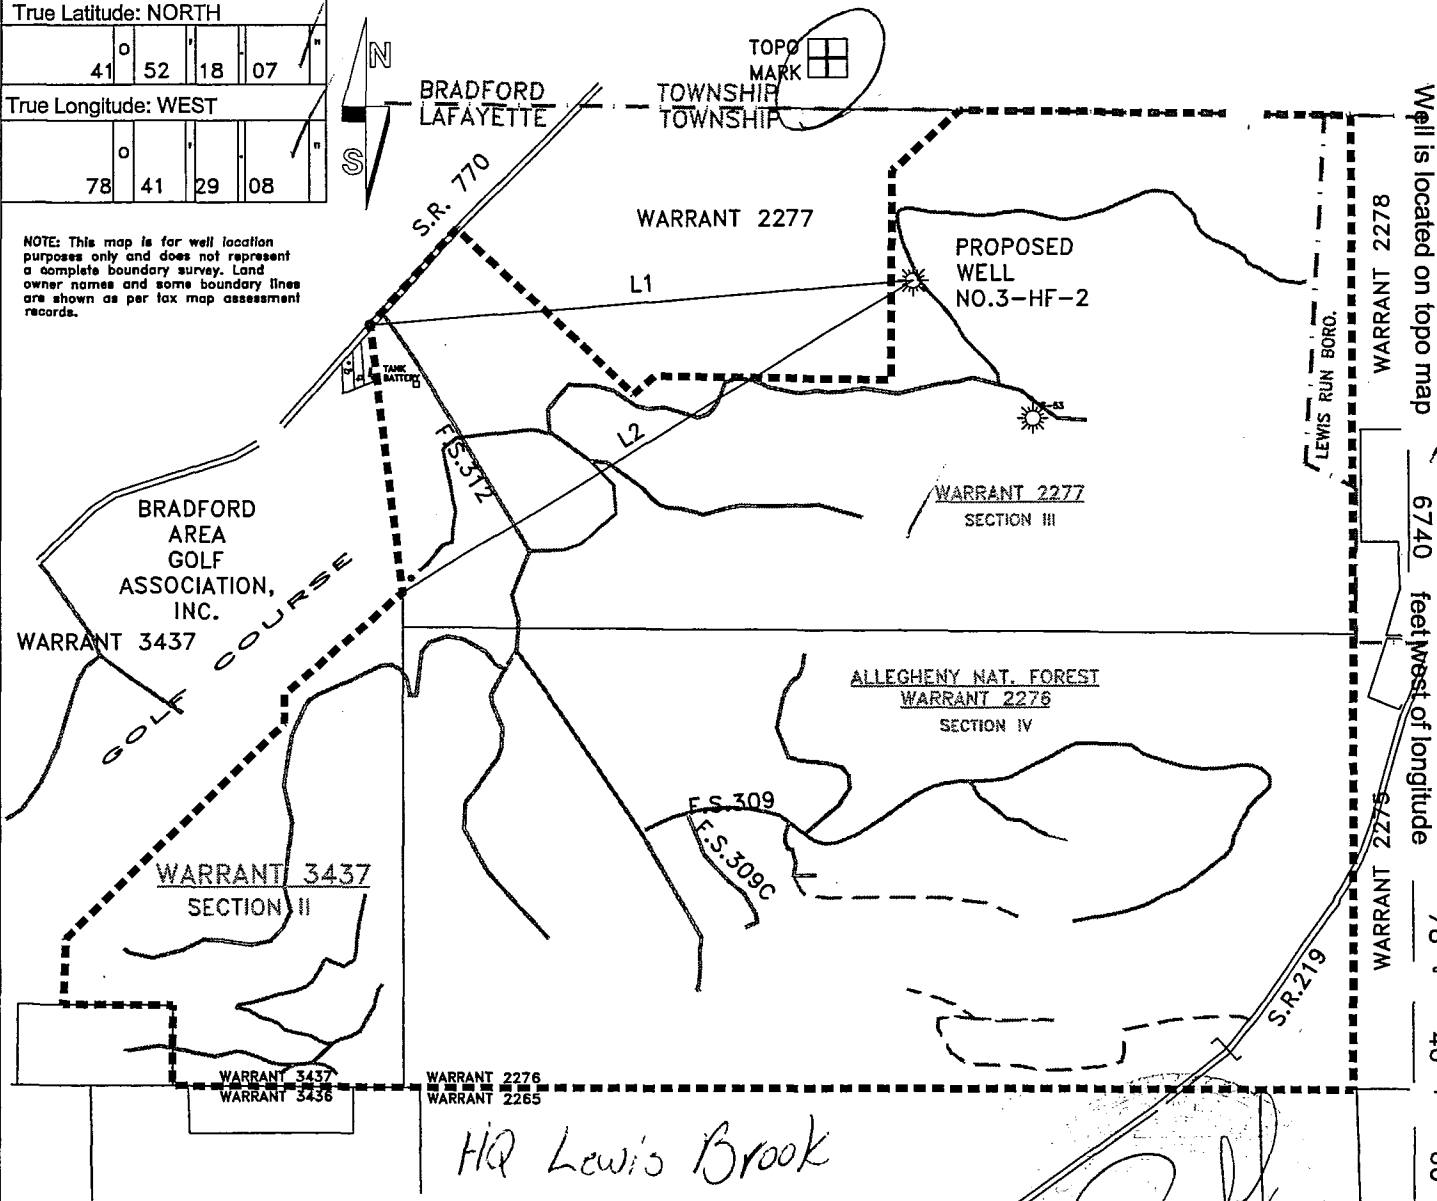 True Latitude: NORTH
41 o 52 ' 18 . 07 "
True Longitude: WEST
78 o 41 ' 29 . 08 "
N
S
TOPO
MARK
BRADFORD TOWNSHIP
LAFAYETTE TOWNSHIP
NOTE: This map is for well location
purposes only and does not represent
a complete boundary survey. Land
owner names and some boundary lines
are shown as per tax map assessment
records.
S.R. 770
WARRANT 2277
L1
PROPOSED
WELL
NO.3-HF-2
TANK
BATTERY
F.S.312
L2
WARRANT 2277
SECTION III
LEWIS RUN BORO.
WARRANT 2278
Well is located on topo map 6740 feet west of longitude
BRADFORD
AREA
GOLF
ASSOCIATION,
INC.
WARRANT 3437
GOLF COURSE
ALLEGHENY NAT. FOREST
WARRANT 2276
SECTION IV
F.S.309
F.S.309C
WARRANT 2275
WARRANT 3437
SECTION II
S.R.219
WARRANT 3437
WARRANT 3436
WARRANT 2276
WARRANT 2265
HQ Lewis Brook